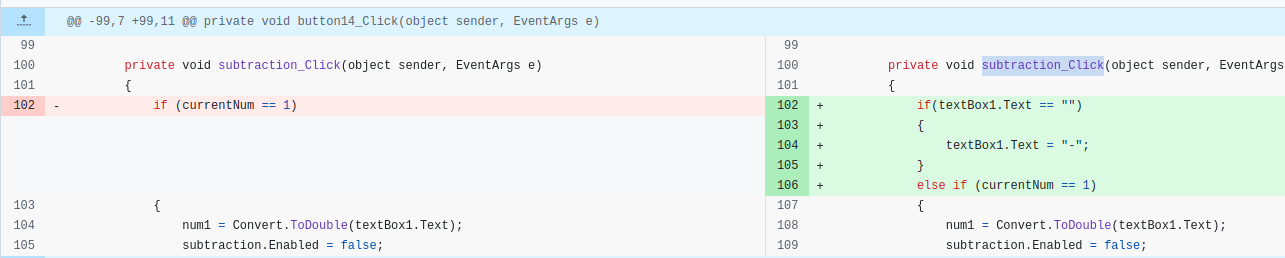 @@ -99,7 +99,11 @@ private void button14_Click(object sender, EventArgs e)
99
100 private void subtraction_Click(object sender, EventArgs e)
101 {
102 - if (currentNum == 1)
103 {
104 num1 = Convert.ToDouble(textBox1.Text);
105 subtraction.Enabled = false;
99
100 private void subtraction_Click(object sender, EventArgs
101 {
102 + if(textBox1.Text == "")
103 + {
104 + textBox1.Text = "-";
105 + }
106 + else if (currentNum == 1)
107 {
108 num1 = Convert.ToDouble(textBox1.Text);
109 subtraction.Enabled = false;